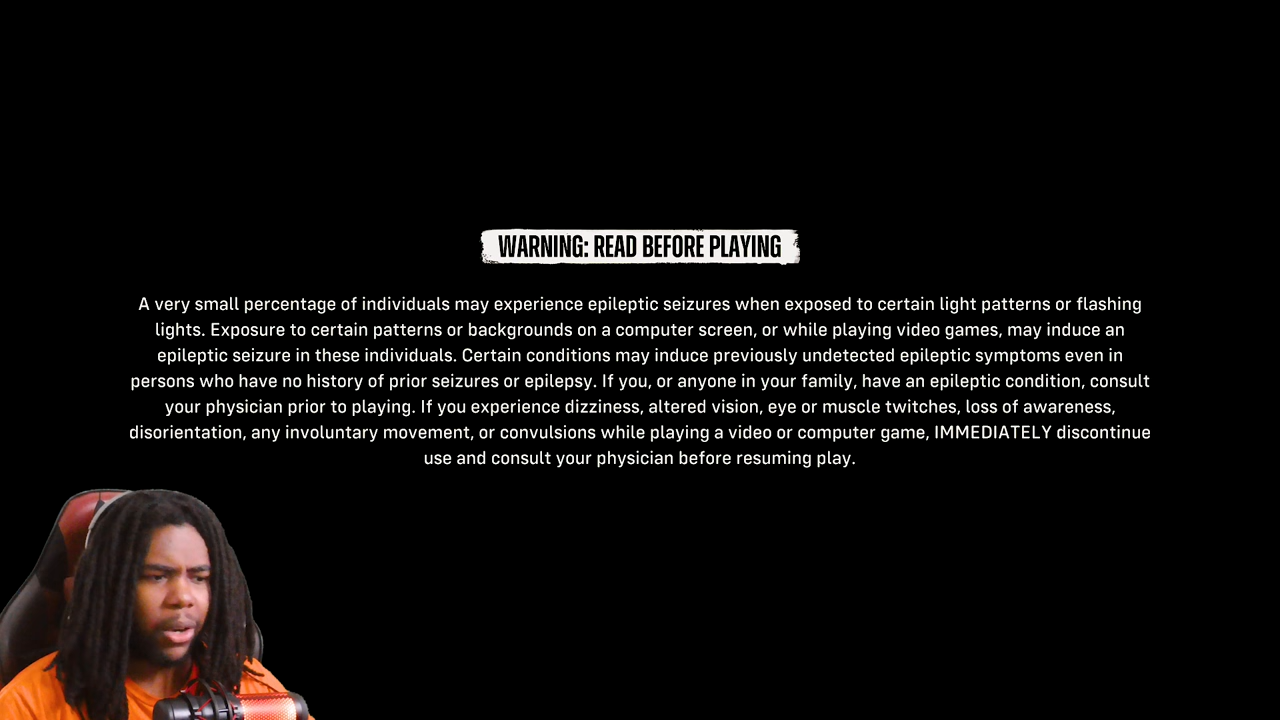 WARNING: READ BEFORE PLAYING
A very small percentage of individuals may experience epileptic seizures when exposed to certain light patterns or flashing
lights. Exposure to certain patterns or backgrounds on a computer screen, or while playing video games, may induce an
epileptic seizure in these individuals. Certain conditions may induce previously undetected epileptic symptoms even in
persons who have no history of prior seizures or epilepsy. If you, or anyone in your family, have an epileptic condition, consult
your physician prior to playing. If you experience dizziness, altered vision, eye or muscle twitches, loss of awareness,
disorientation, any involuntary movement, or convulsions while playing a video or computer game, IMMEDIATELY discontinue
use and consult your physician before resuming play.